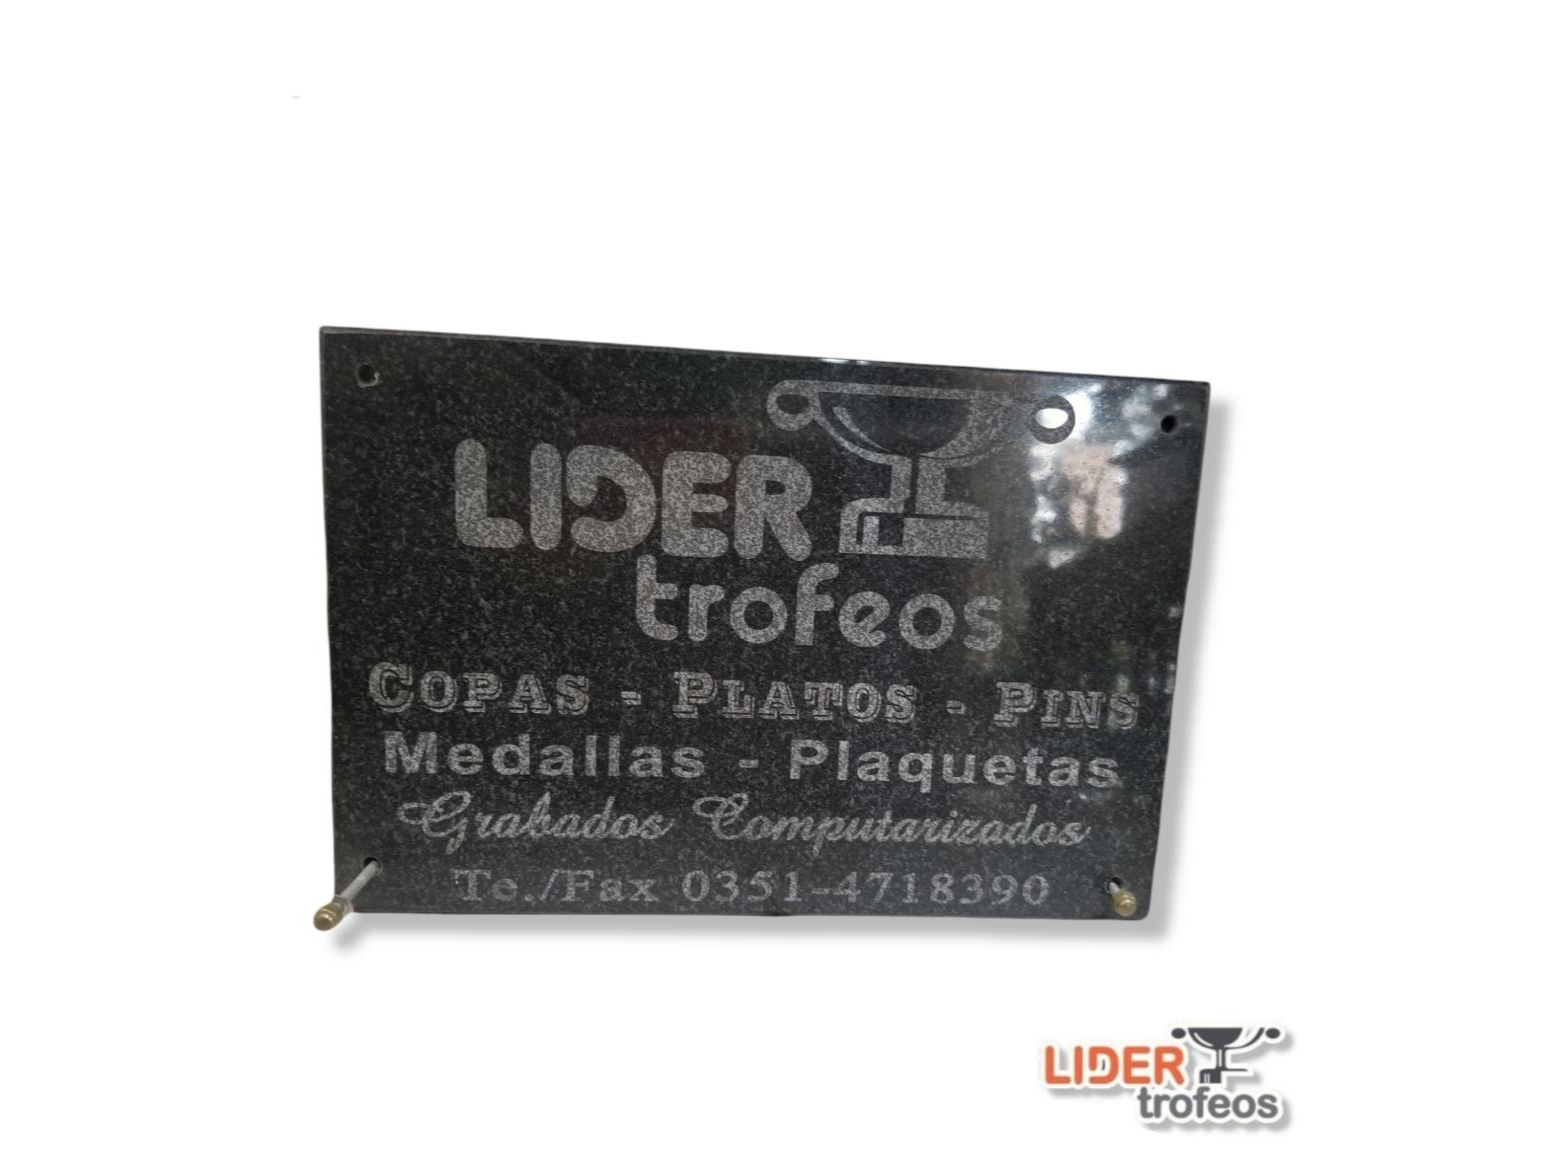 LIDER
trofeos
COPAS - PLATOS - PINS
Medallas - Plaquetas
Grabados Computarizados
Te./Fax 0351-4718390
LIDER
trofeos